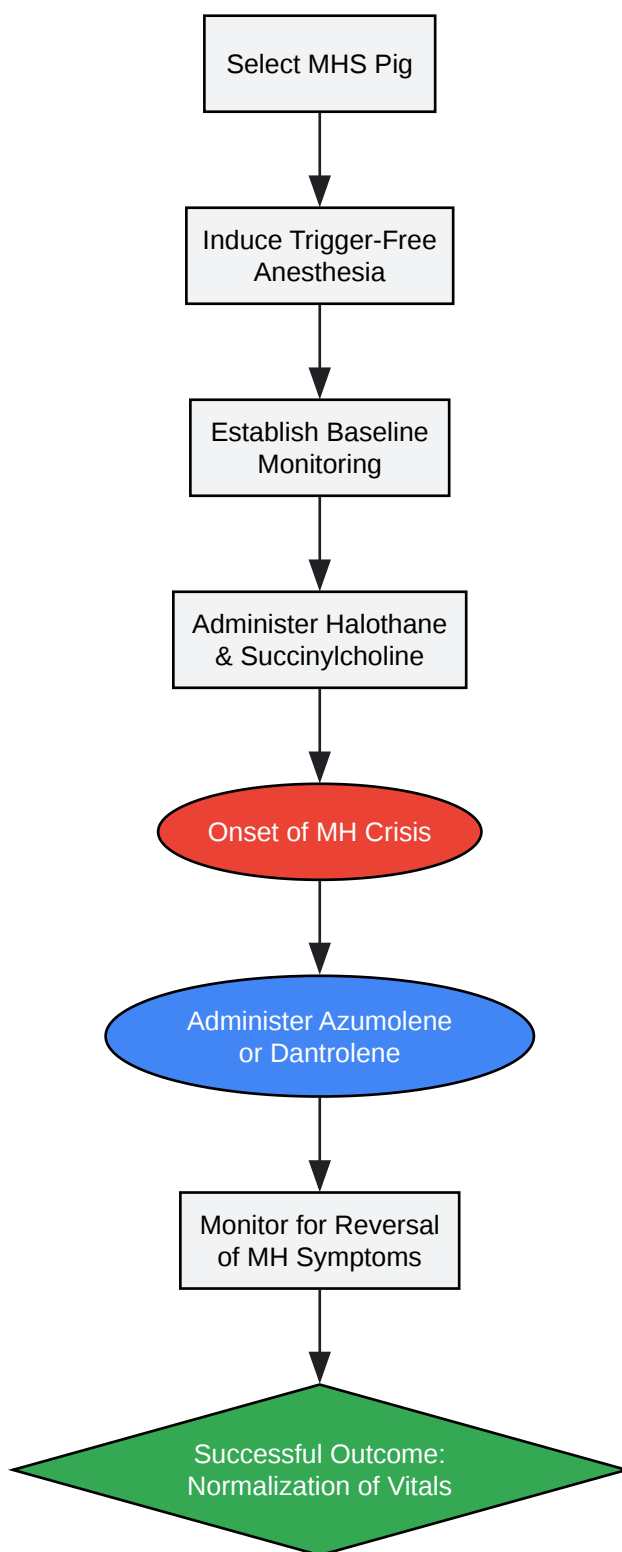 Select MHS Pig
Induce Trigger-Free
Anesthesia
Establish Baseline
Monitoring
Administer Halothane
& Succinylcholine
Onset of MH Crisis
Administer Azumolene
or Dantrolene
Monitor for Reversal
of MH Symptoms
Successful Outcome:
Normalization of Vitals